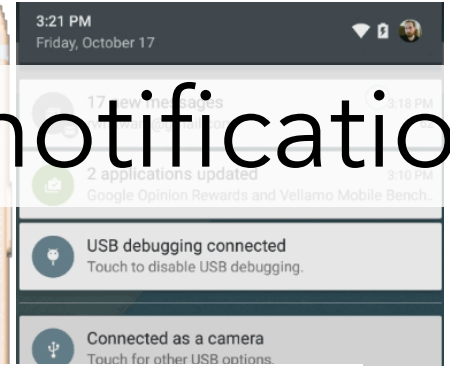 3:21 PM
Friday, October 17
17 new messages
3:18 PM
notificatio
2 applications updated
3:10 PM
Google Opinion Rewards and Vellamo Mobile Bench..
USB debugging connected
Touch to disable USB debugging.
Connected as a camera
Touch for other USB options.